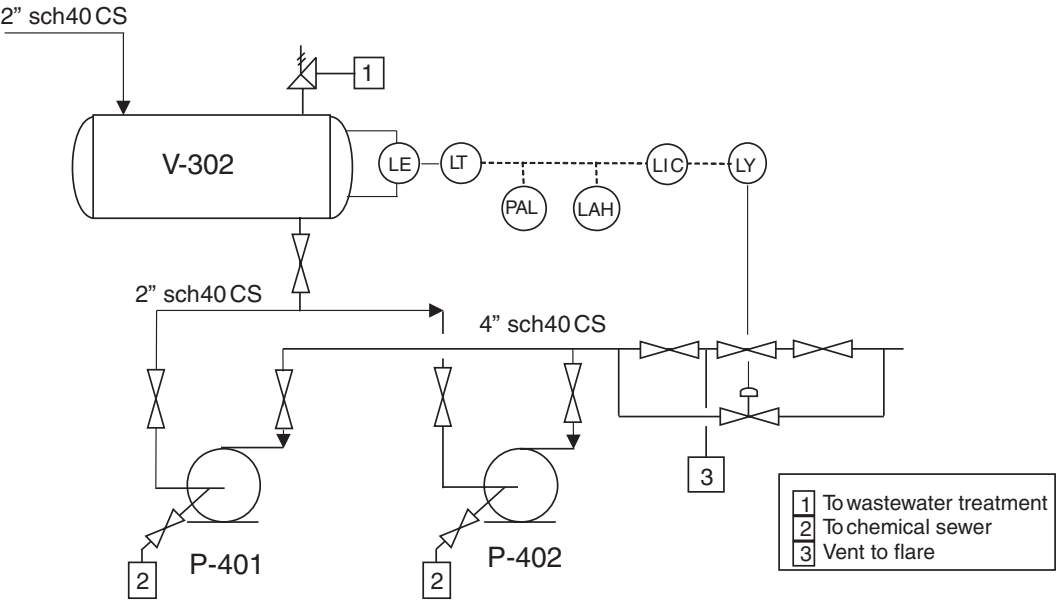 2” sch40 CS
1
V-302
LE
LT
LIC
LY
PAL
LAH
2” sch40 CS
4” sch40 CS
3
P-401
P-402
2
2
1 To wastewater treatment
2 To chemical sewer
3 Vent to flare